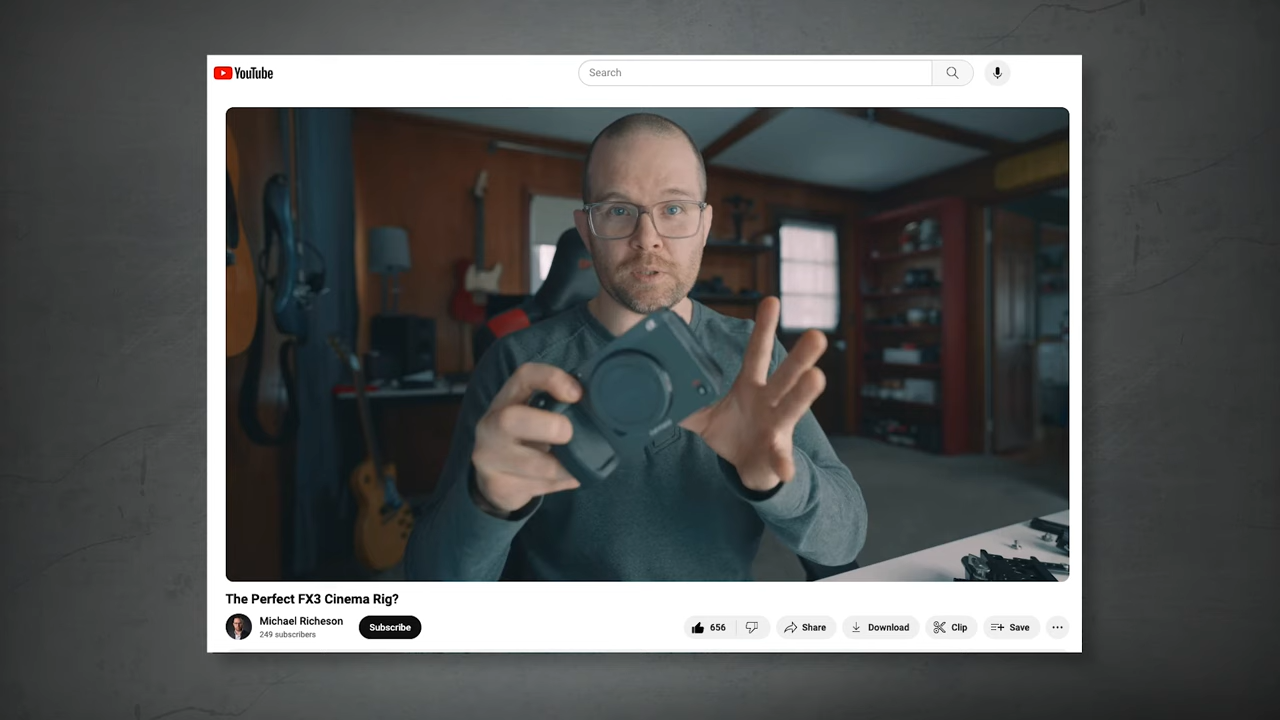 YouTube
Search
The Perfect FX3 Cinema Rig?
Michael Richeson
249 subscribers
Subscribe
656
Share
Download
Clip
Save